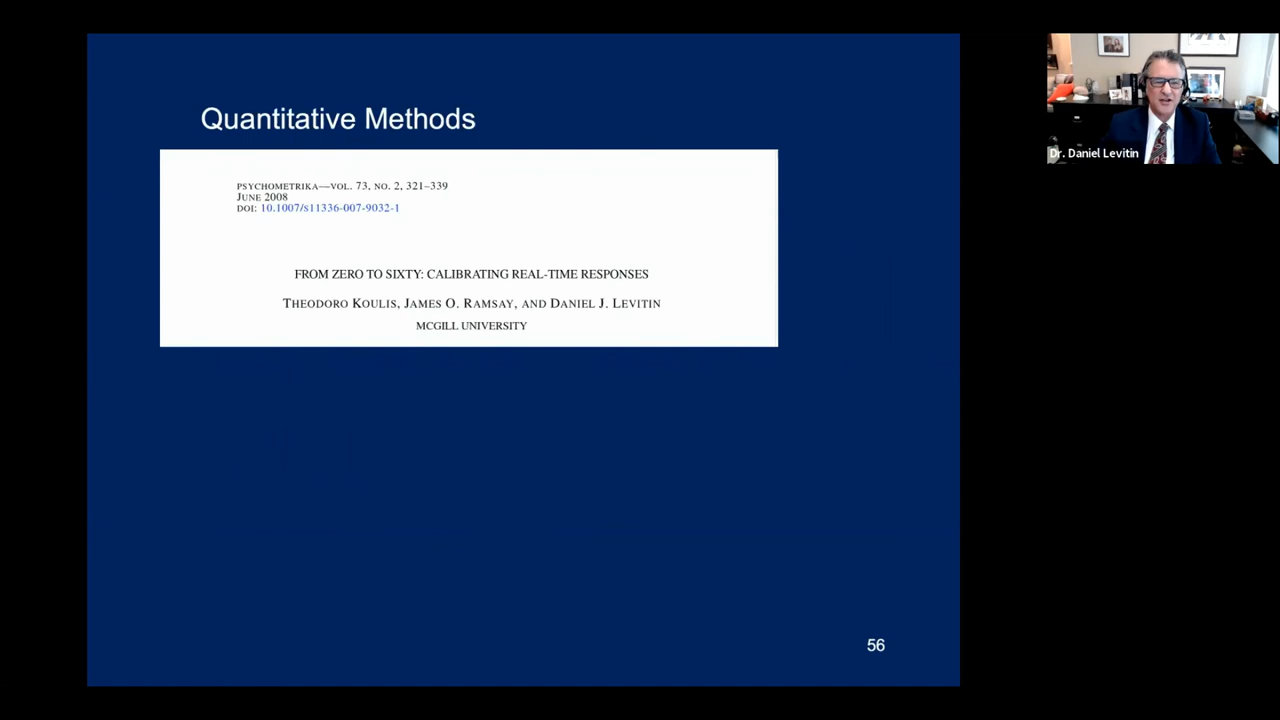 Quantitative Methods
PSYCHOMETRIKA—VOL. 73, NO. 2, 321–339
JUNE 2008
DOI: 10.1007/s11336-007-9032-1
FROM ZERO TO SIXTY: CALIBRATING REAL-TIME RESPONSES
THEODORO KOULIS, JAMES O. RAMSAY, AND DANIEL J. LEVITIN
MCGILL UNIVERSITY
56
Dr. Daniel Levitin